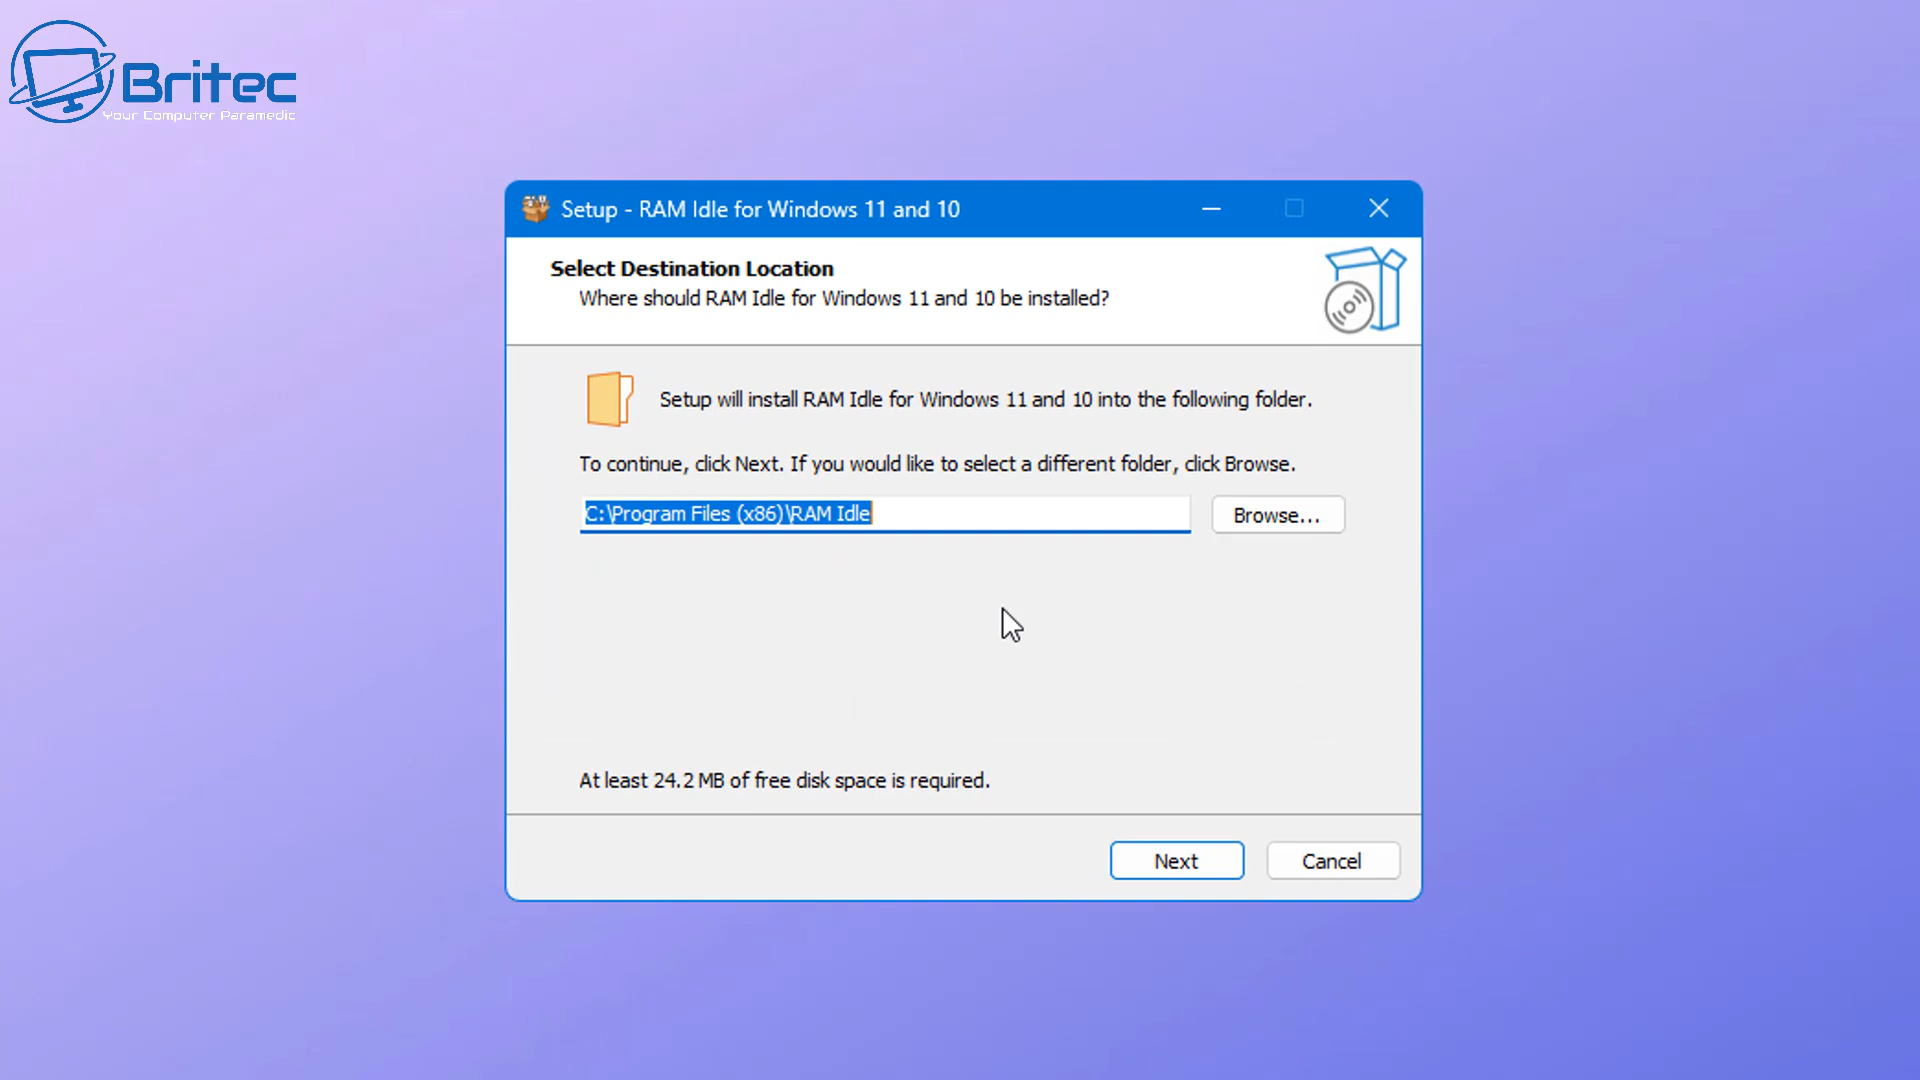 Britec
Your Computer Paramedic
Setup - RAM Idle for Windows 11 and 10
Select Destination Location
Where should RAM Idle for Windows 11 and 10 be installed?
Setup will install RAM Idle for Windows 11 and 10 into the following folder.
To continue, click Next. If you would like to select a different folder, click Browse.
C:\Program Files (x86)\RAM Idle
Browse...
At least 24.2 MB of free disk space is required.
Next
Cancel